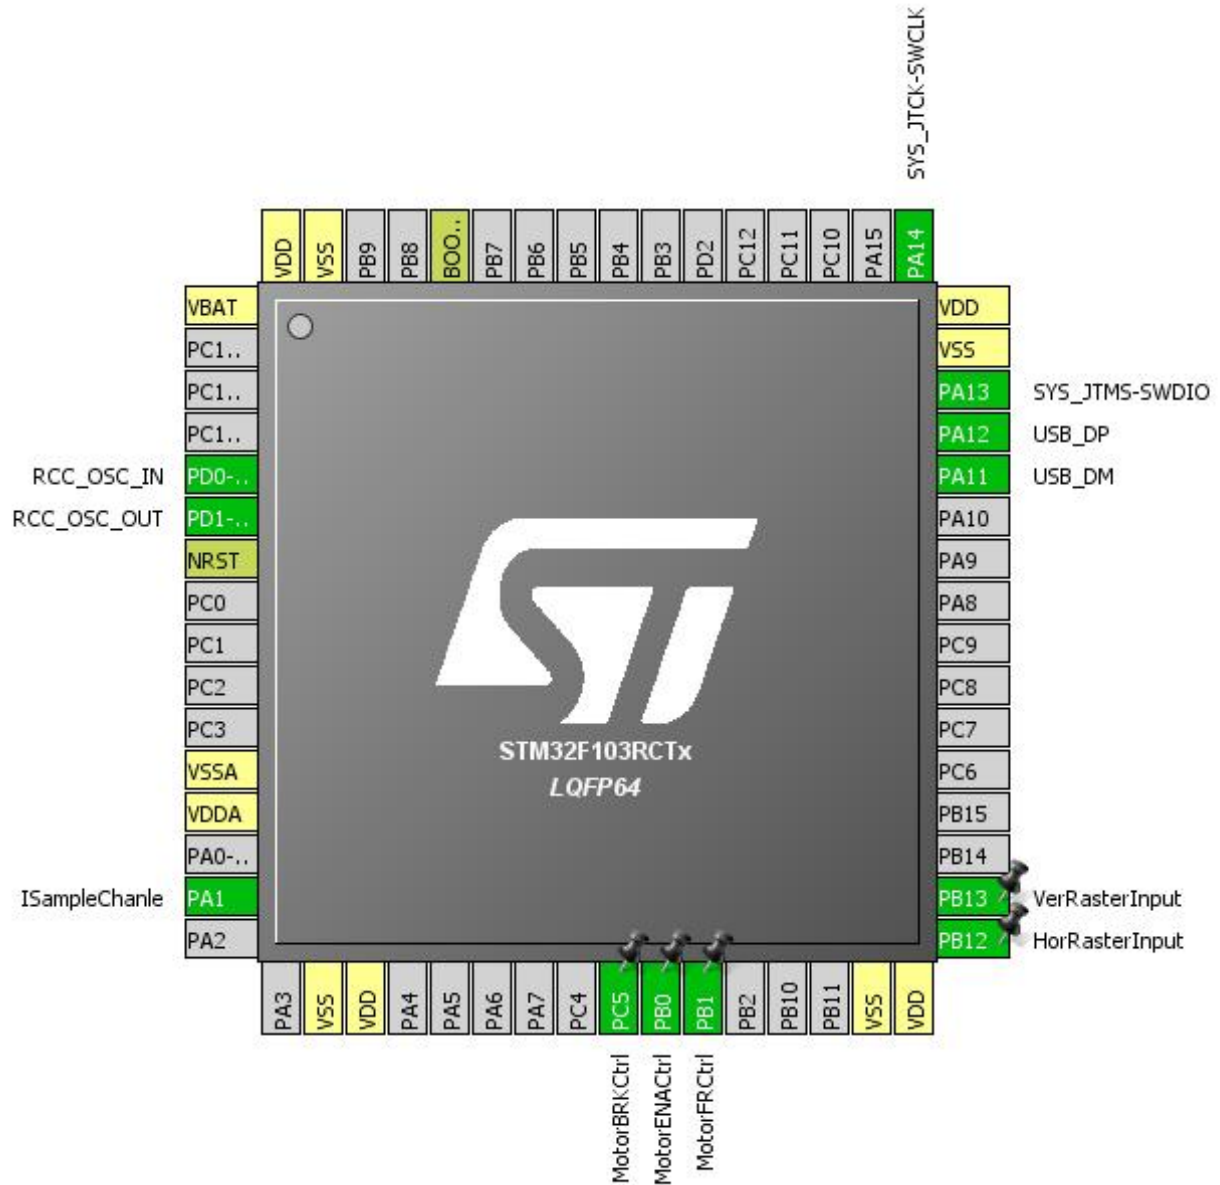 SYS_JTCK-SWCLK
VDD
VSS
PB9
PB8
BOO..
PB7
PB6
PB5
PB4
PB3
PD2
PC12
PC11
PC10
PA15
PA14
VBAT
PC1..
PC1..
PC1..
RCC_OSC_IN PD0-..
RCC_OSC_OUT PD1-..
NRST
PC0
PC1
PC2
PC3
VSSA
VDDA
PA0-..
ISampleChanle PA1
PA2
VDD
VSS
PA13 SYS_JTMS-SWDIO
PA12 USB_DP
PA11 USB_DM
PA10
PA9
PA8
PC9
PC8
PC7
PC6
PB15
PB14
PB13 VerRasterInput
PB12 HorRasterInput
ST
STM32F103RCTx
LQFP64
PA3
VSS
VDD
PA4
PA5
PA6
PA7
PC4
PC5
PB0
PB1
PB2
PB10
PB11
VSS
VDD
MotorBRKCtrl
MotorENACtrl
MotorFRCtrl